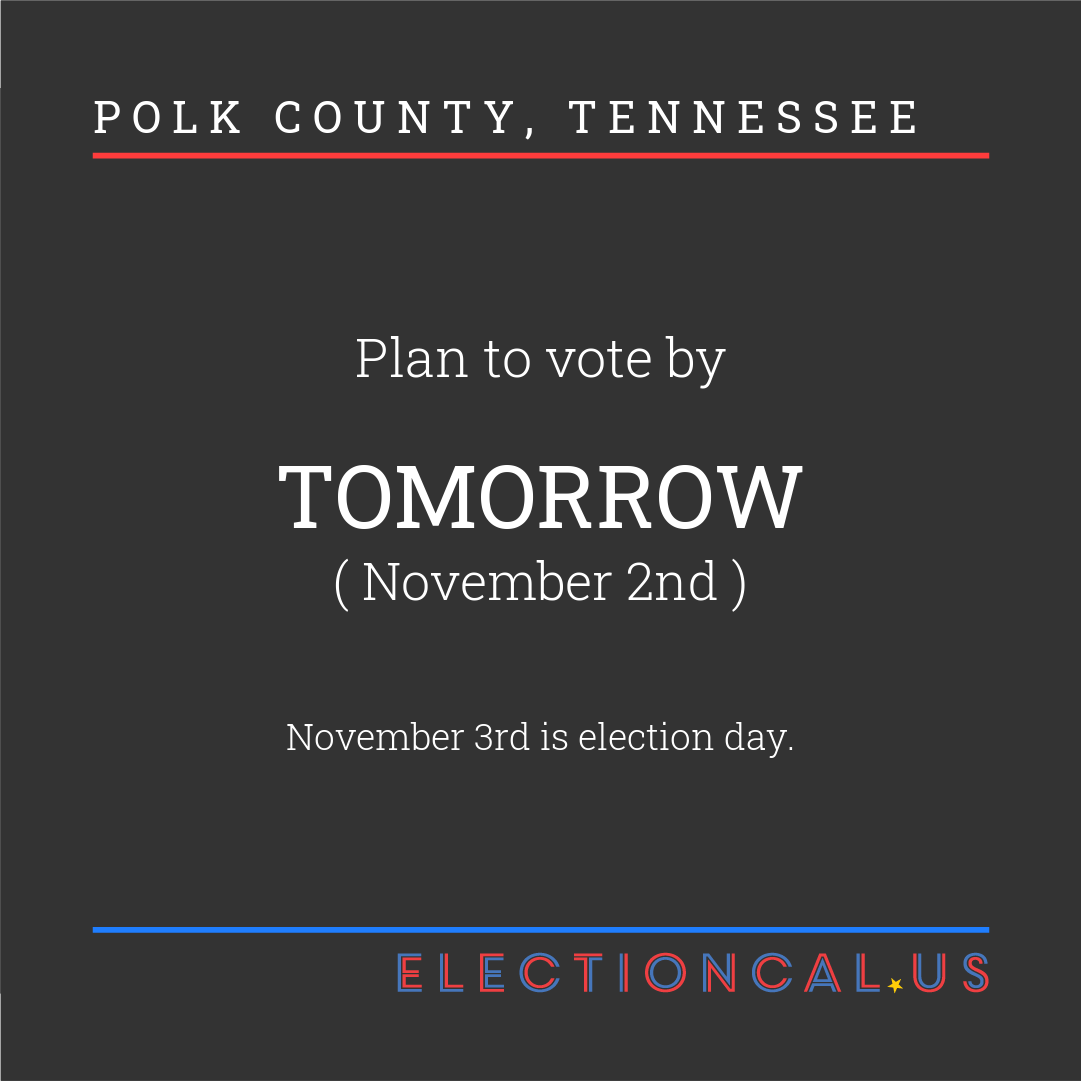 POLK COUNTY, TENNESSEE
Plan to vote by
TOMORROW
( November 2nd )
November 3rd is election day.
ELECTIONCAL.US